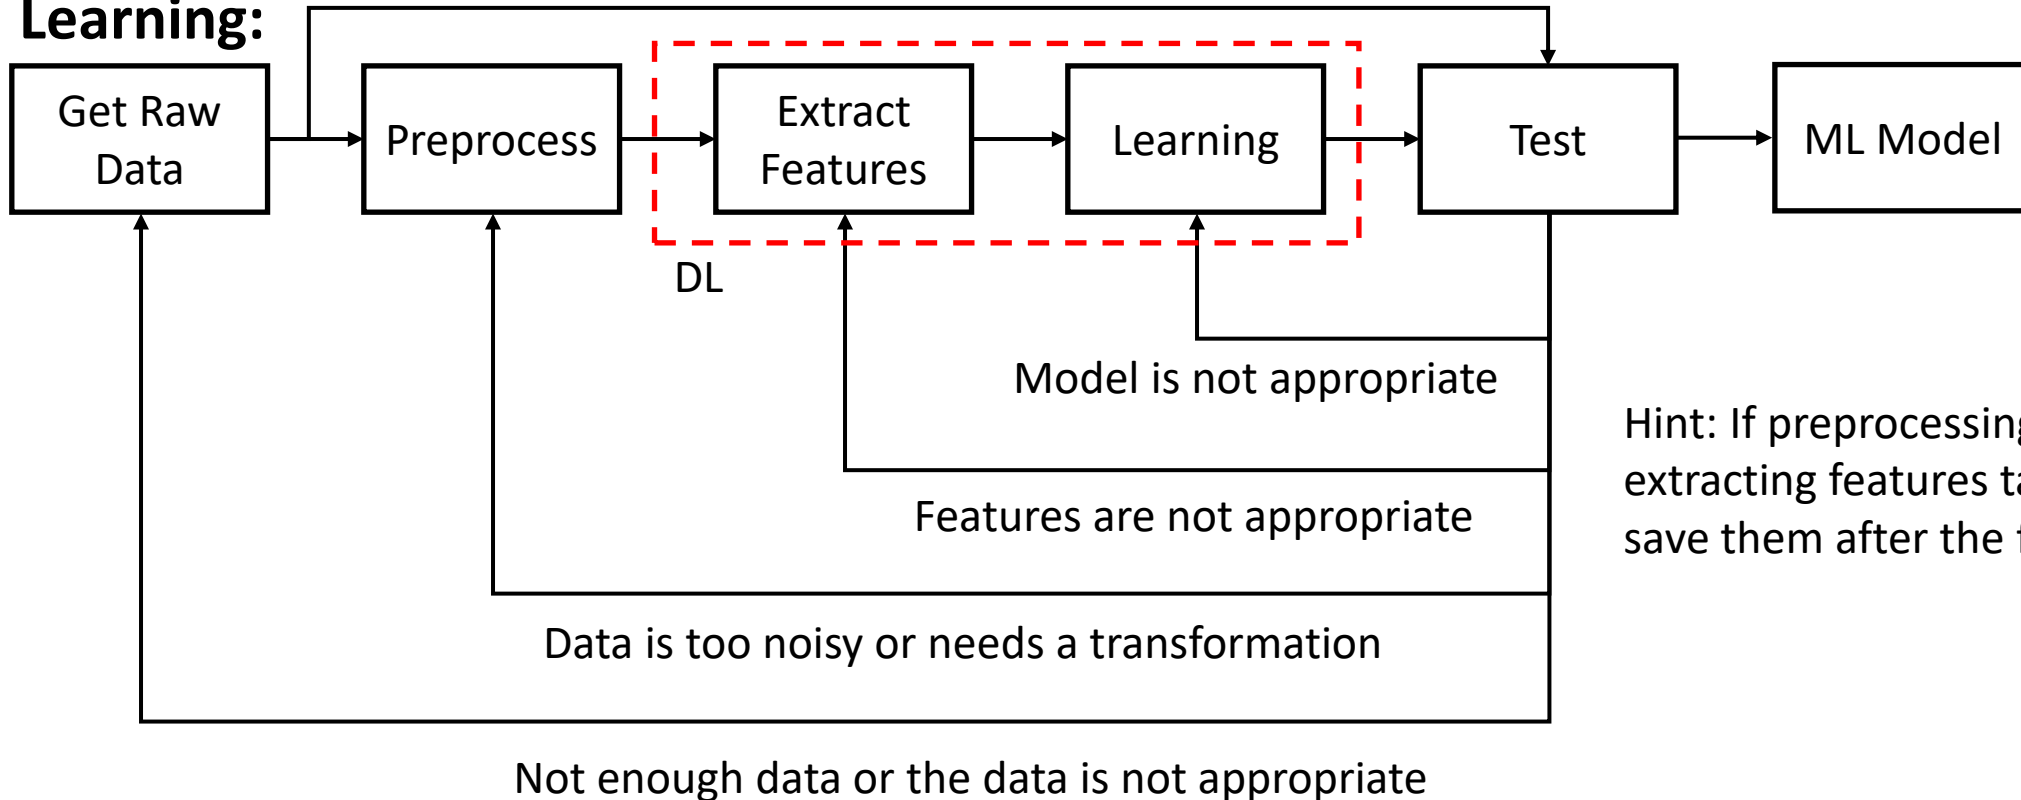 Learning:
Get Raw
Data
Preprocess
Extract
Features
Learning
Test
ML Model
DL
Model is not appropriate
Hint: If preprocessing
extracting features
save them after the
Features are not appropriate
Data is too noisy or needs a transformation
Not enough data or the data is not appropriate